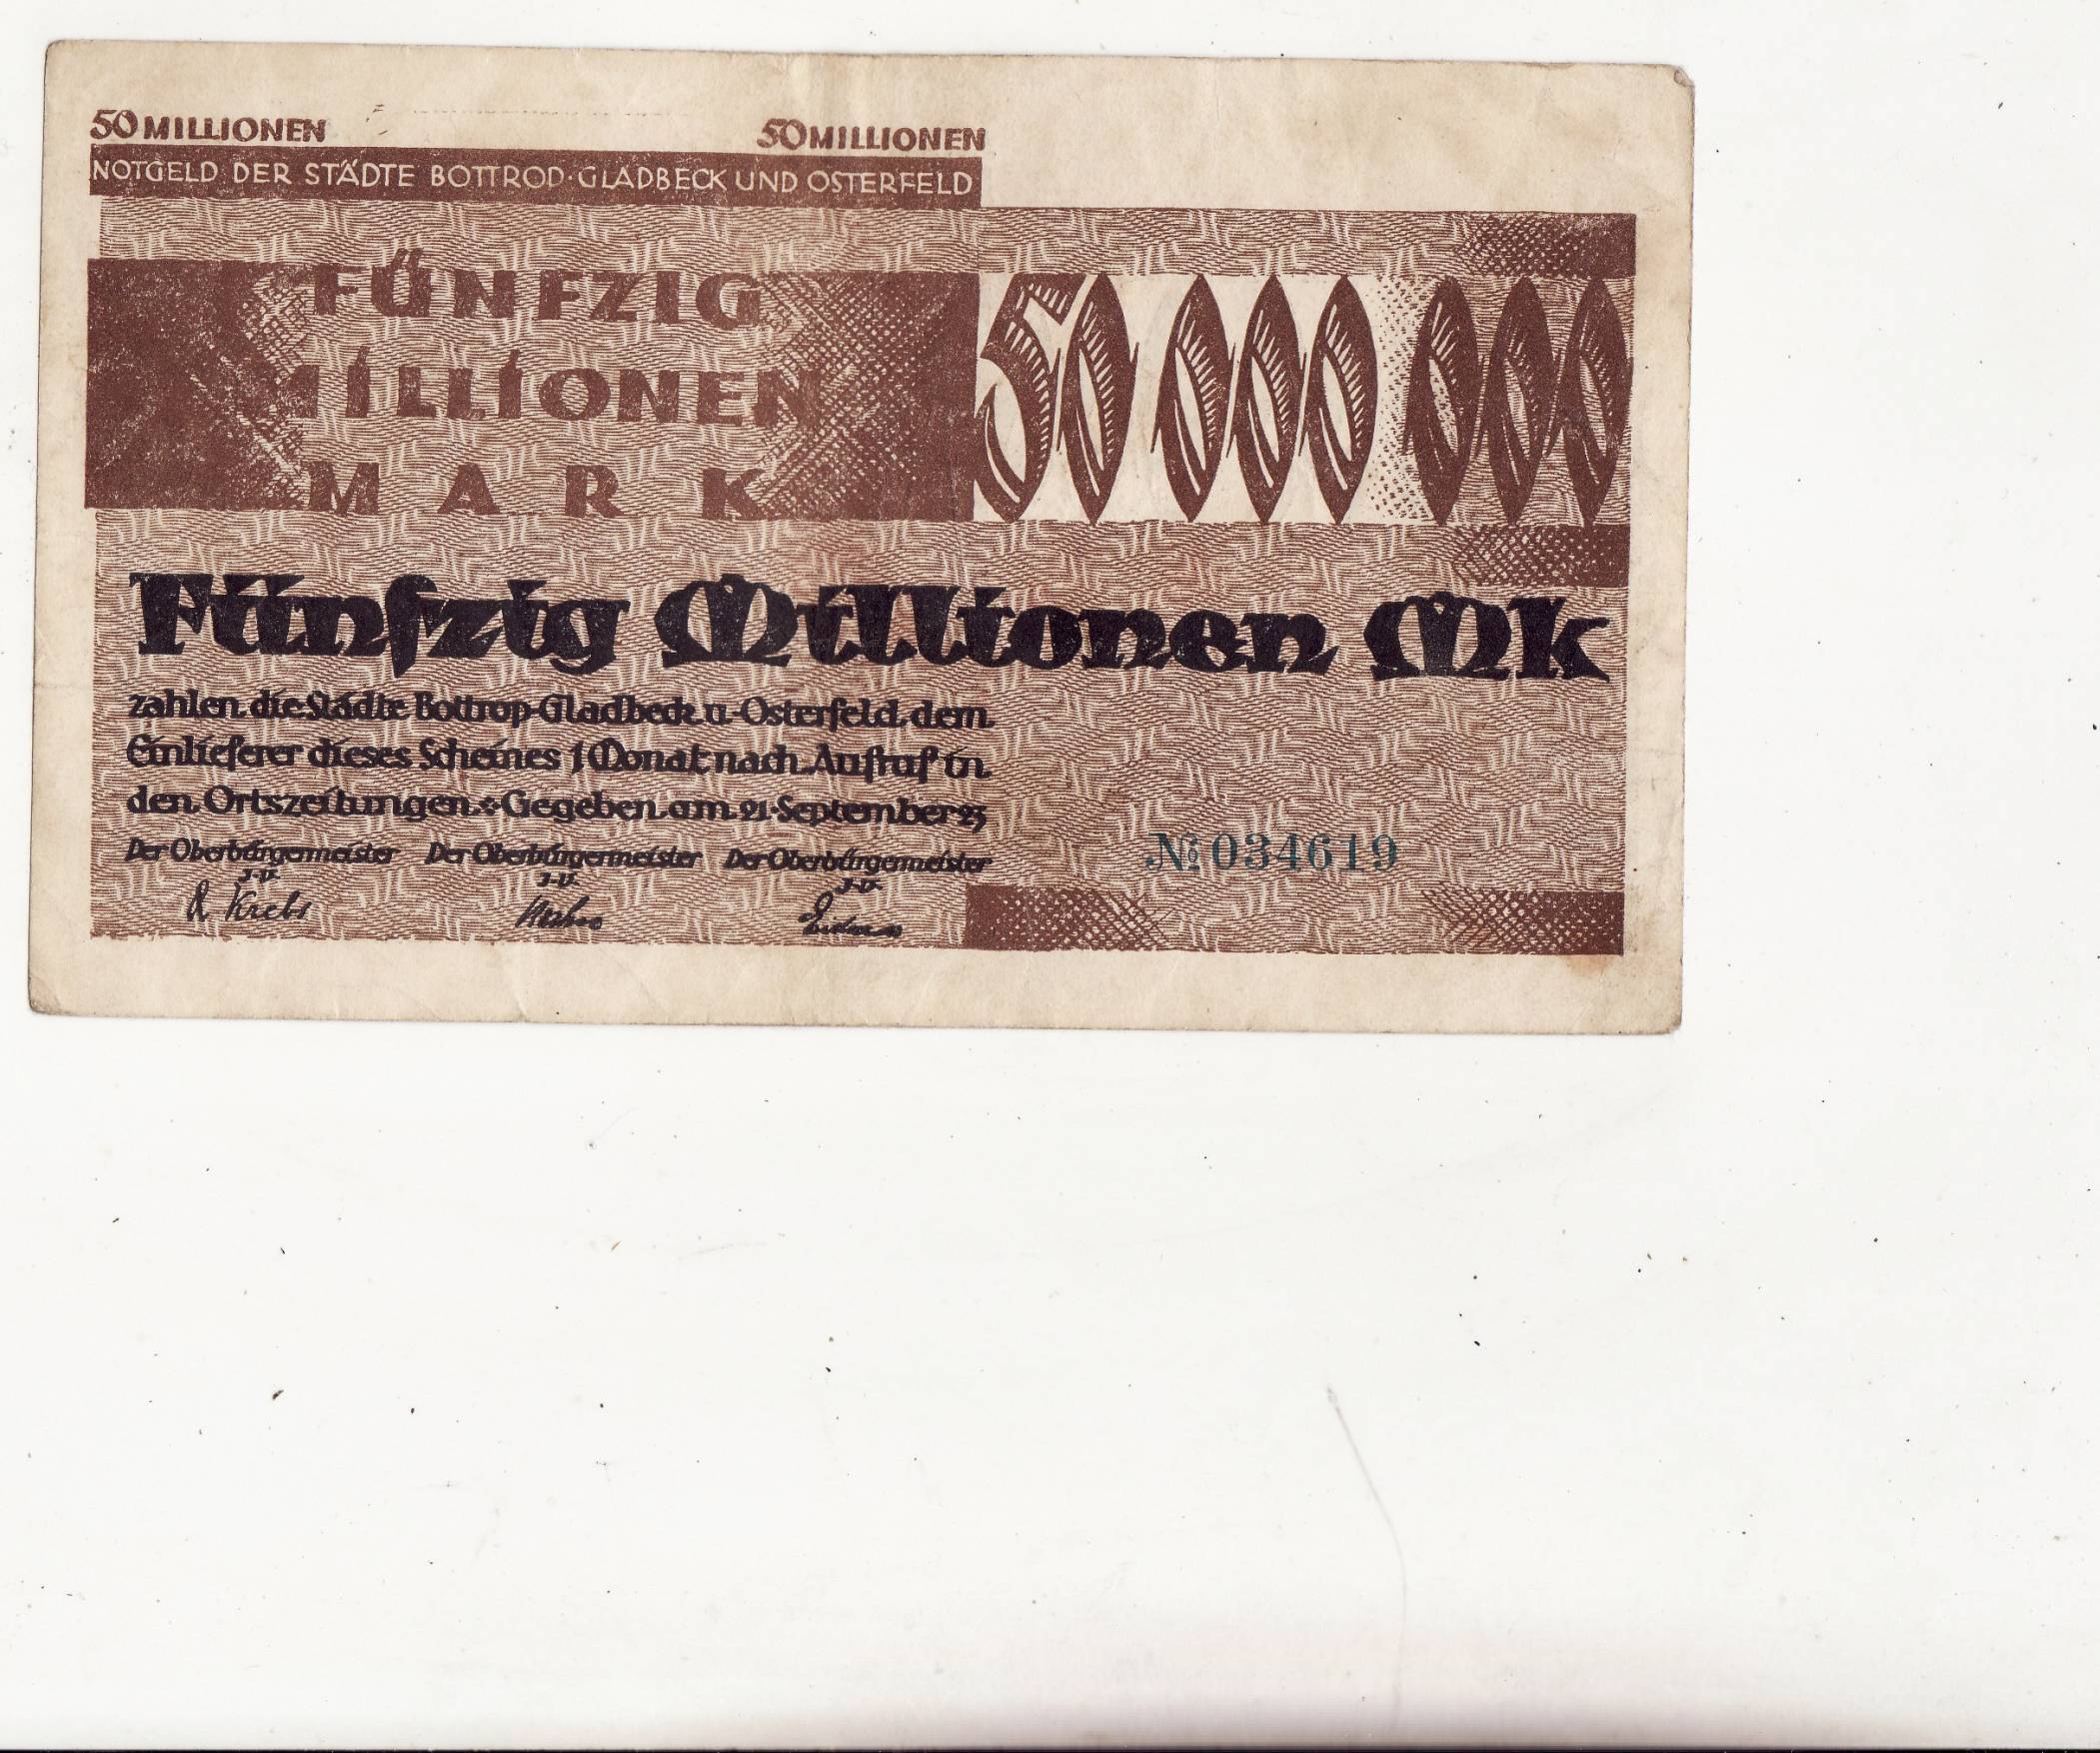 50 MILLIONEN 50 MILLIONEN
NOTGELD DER STÄDTE BOTTROD·GLADBECK UND OSTERFELD
FÜNFZIG
MILLIONEN
MARK
50 000 000
Fünfzig Millionen Mk
zahlen die Städte Bottrop-Gladbeck u. Osterfeld dem
Einlieferer dieses Scheines 1 Monat nach Aufruf in
den Ortszeitungen. Gegeben am 21. September 23
Der Oberbürgermeister Der Oberbürgermeister Der Oberbürgermeister
J.V. J.V. J.V.
Krebs
№ 034619